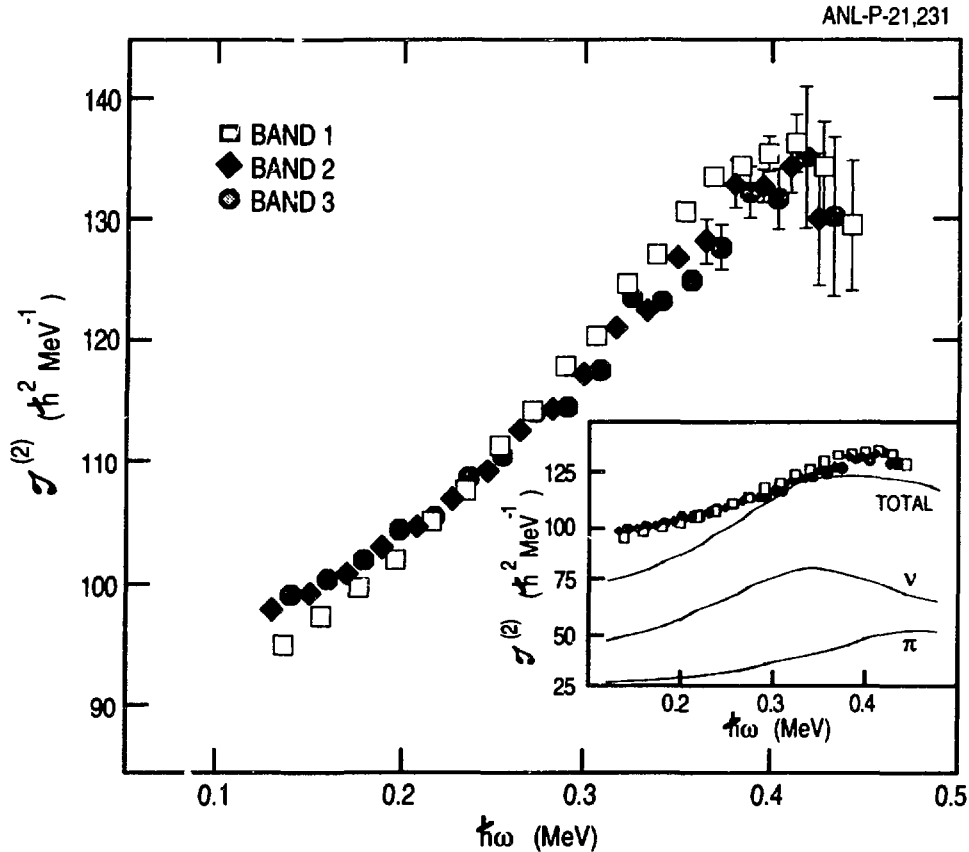 ANL-P-21,231
140
130
120
110
100
90
𝒥(2) (ℏ² MeV⁻¹)
BAND 1
BAND 2
BAND 3
0.1 0.2 0.3 0.4 0.5
ℏω (MeV)
125
100
75
50
25
𝒥(2) (ℏ² MeV⁻¹)
TOTAL
ν
π
0.2 0.3 0.4
ℏω (MeV)